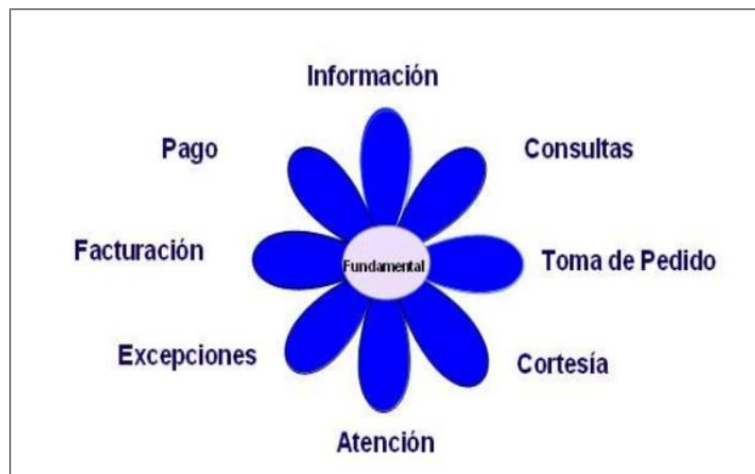 Información
Pago
Consultas
Facturación
Fundamental
Toma de Pedido
Excepciones
Cortesía
Atención